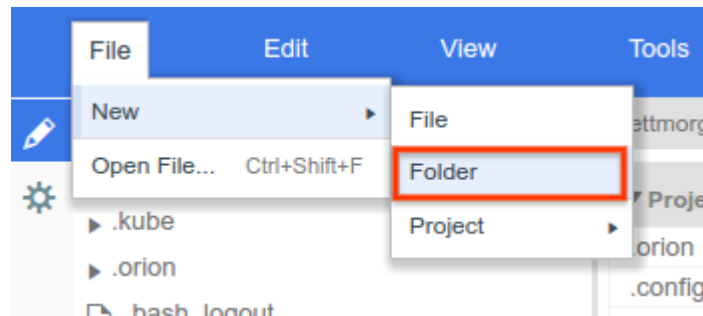 File Edit View Tools
New
Open File... Ctrl+Shift+F
File
Folder
Project
ettmorg
Proje
.orion
.config
.kube
.orion
.bash_logout